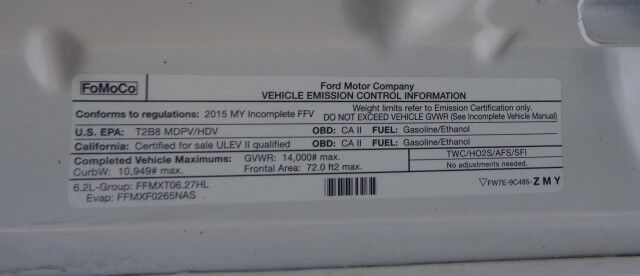 FoMoCo
Ford Motor Company
VEHICLE EMISSION CONTROL INFORMATION
Conforms to regulations: 2015 MY Incomplete FFV
Weight limits refer to Emission Certification only.
DO NOT EXCEED VEHICLE GVWR (See Incomplete Vehicle Manual)
U.S. EPA: T2B8 MDPV/HDV OBD: CA II FUEL: Gasoline/Ethanol
California: Certified for sale ULEV II qualified OBD: CA II FUEL: Gasoline/Ethanol
Completed Vehicle Maximums: GVWR: 14,000# max.
CurbW: 10,949# max. Frontal Area: 72.0 ft2 max.
TWC/HO2S/AFS/SFI
No adjustments needed.
6.2L-Group: FFMXT06.27HL
Evap: FFMXF0265NAS
▽FW7E-9C485-ZMY